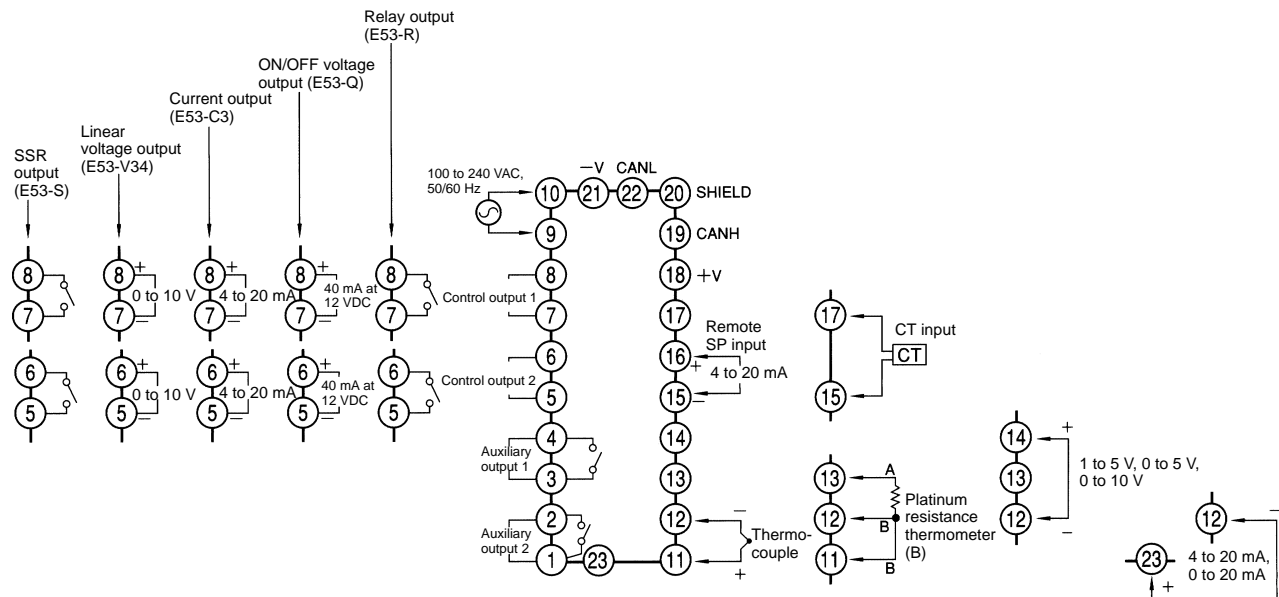 Relay output
(E53-R)
ON/OFF voltage
output (E53-Q)
Current output
(E53-C3)
Linear
voltage output
(E53-V34)
SSR
output
(E53-S)
100 to 240 VAC,
50/60 Hz
−V CANL
10 21 22 20 SHIELD
9 19 CANH
8 8 + 8 + 8 + 8 8 18 +V
0 to 10 V 4 to 20 mA 40 mA at
12 VDC
Control output 1
7 7 − 7 − 7 − 7 7 17
Remote
SP input
16
+
4 to 20 mA
15 −
17 CT input
CT
15
6 6 + 6 + 6 + 6 6
0 to 10 V 4 to 20 mA 40 mA at
12 VDC
Control output 2
5 5 − 5 − 5 − 5 5
4 14
Auxiliary
output 1
3 13
2 12 −
Auxiliary
output 2
Thermo-
couple
1 23 11 +
13 A
12 B
11 B
Platinum
resistance
thermometer
(B)
14 +
13
12 −
1 to 5 V, 0 to 5 V,
0 to 10 V
12 −
23 +
4 to 20 mA,
0 to 20 mA